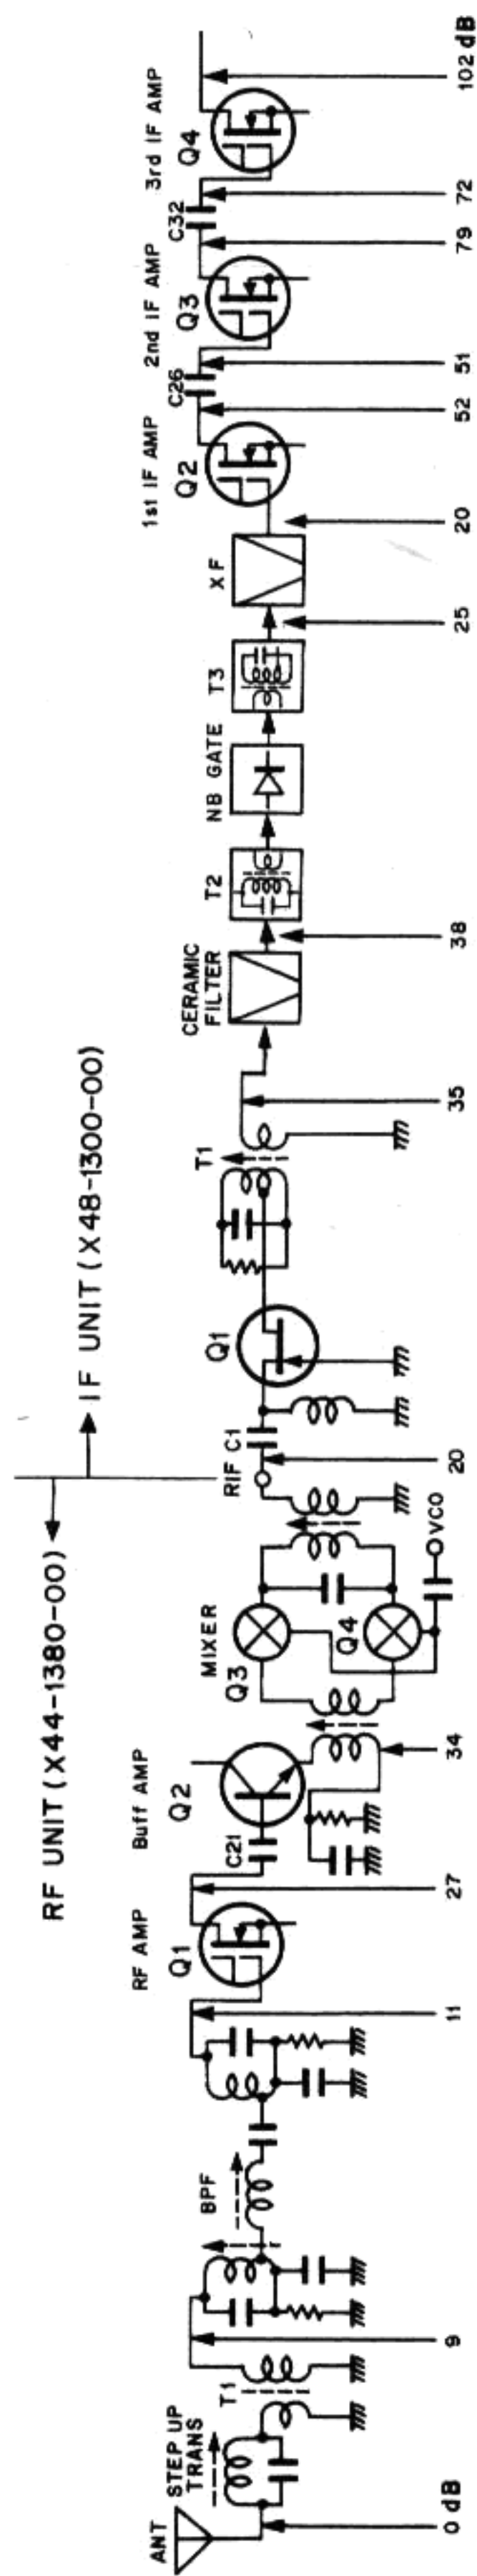 RF UNIT (X44-1380-00)
IF UNIT (X48-1300-00)
ANT
STEP UP
TRANS
T1
BPF
RF AMP
Q1
C21
Buff AMP
Q2
MIXER
Q3
Q4
VCO
RIF
C1
Q1
T1
CERAMIC
FILTER
T2
NB GATE
T3
XF
1st IF AMP
Q2
C26
2nd IF AMP
Q3
C32
3rd IF AMP
Q4
0 dB
9
11
27
34
20
35
38
25
20
52
51
79
72
102 dB